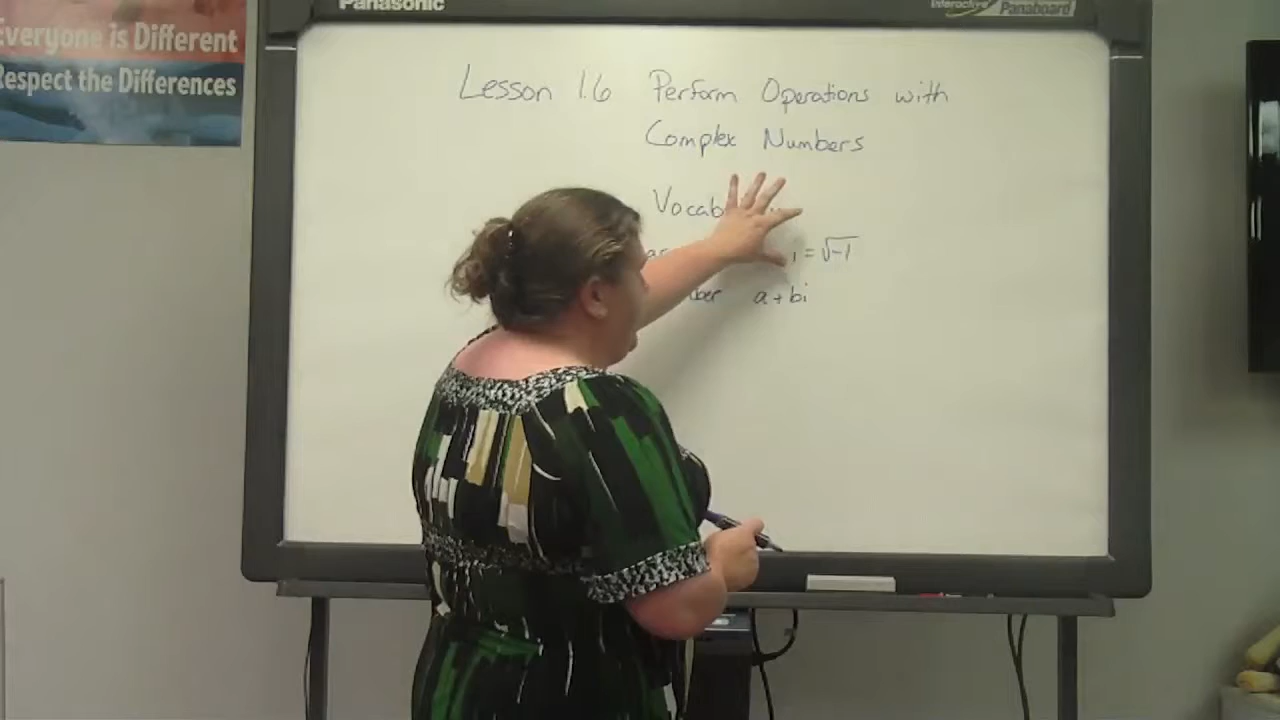 Panasonic
Interactive Panaboard
Everyone is Different
Respect the Differences
Lesson 1.6 Perform Operations with
Complex Numbers
Vocab
i = √-1
a + bi